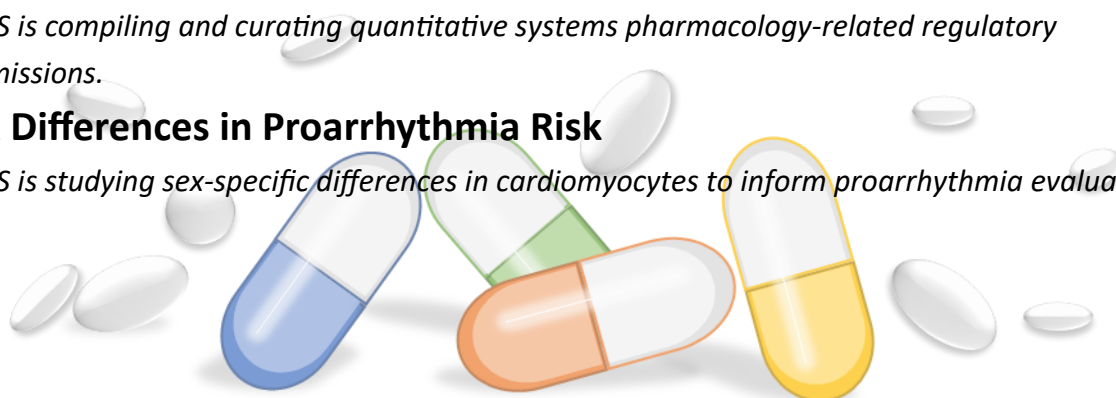 S is compiling and curating quantitative systems pharmacology-related regulatory
missions.
Differences in Proarrhythmia Risk
S is studying sex-specific differences in cardiomyocytes to inform proarrhythmia evalua